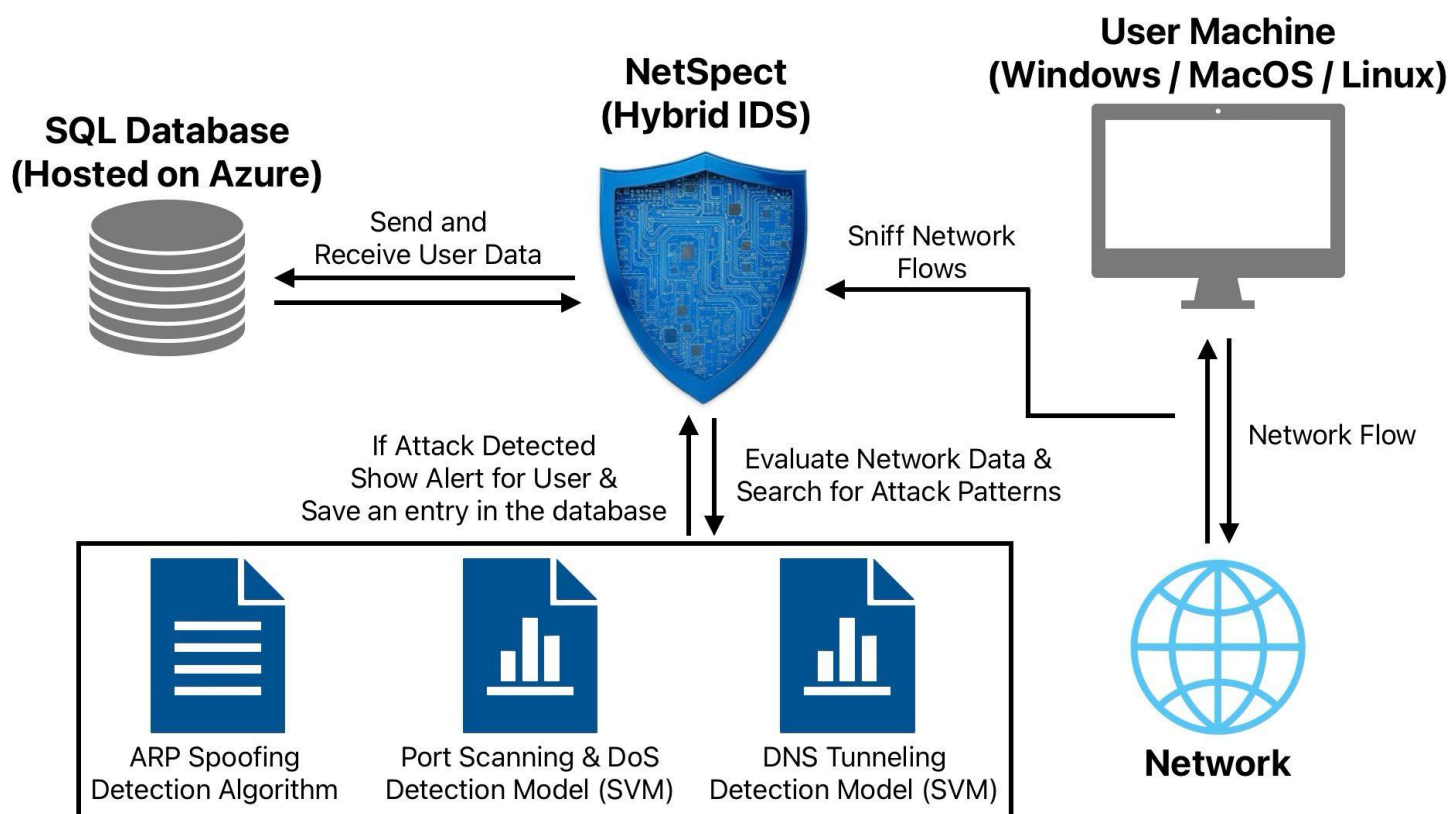 User Machine
(Windows / MacOS / Linux)
NetSpect
(Hybrid IDS)
SQL Database
(Hosted on Azure)
Send and
Receive User Data
Sniff Network
Flows
If Attack Detected
Show Alert for User &
Save an entry in the database
Evaluate Network Data &
Search for Attack Patterns
Network Flow
ARP Spoofing
Detection Algorithm
Port Scanning & DoS
Detection Model (SVM)
DNS Tunneling
Detection Model (SVM)
Network